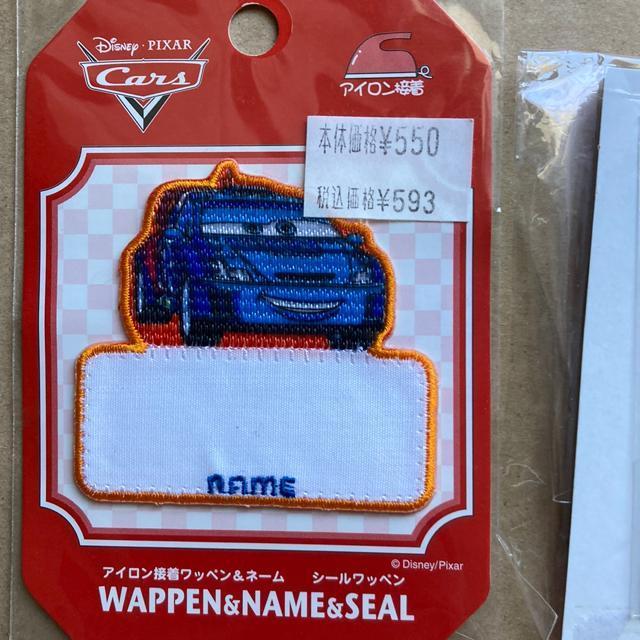 Disney・PIXAR
Cars
アイロン接着
本体価格¥550
税込価格¥593
NAME
© Disney/Pixar
アイロン接着ワッペン&ネーム シールワッペン
WAPPEN&NAME&SEAL